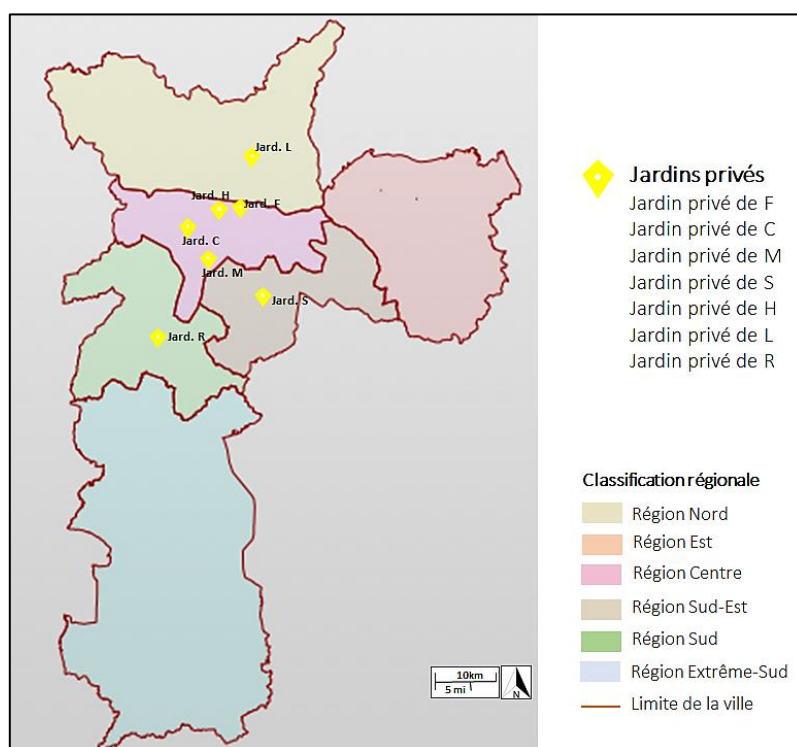 Jard. L
Jard. H
Jard. F
Jard. C
Jard. M
Jard. S
Jard. R
10km
5 mi
N
Jardins privés
Jardin privé de F
Jardin privé de C
Jardin privé de M
Jardin privé de S
Jardin privé de H
Jardin privé de L
Jardin privé de R
Classification régionale
Région Nord
Région Est
Région Centre
Région Sud-Est
Région Sud
Région Extrême-Sud
Limite de la ville